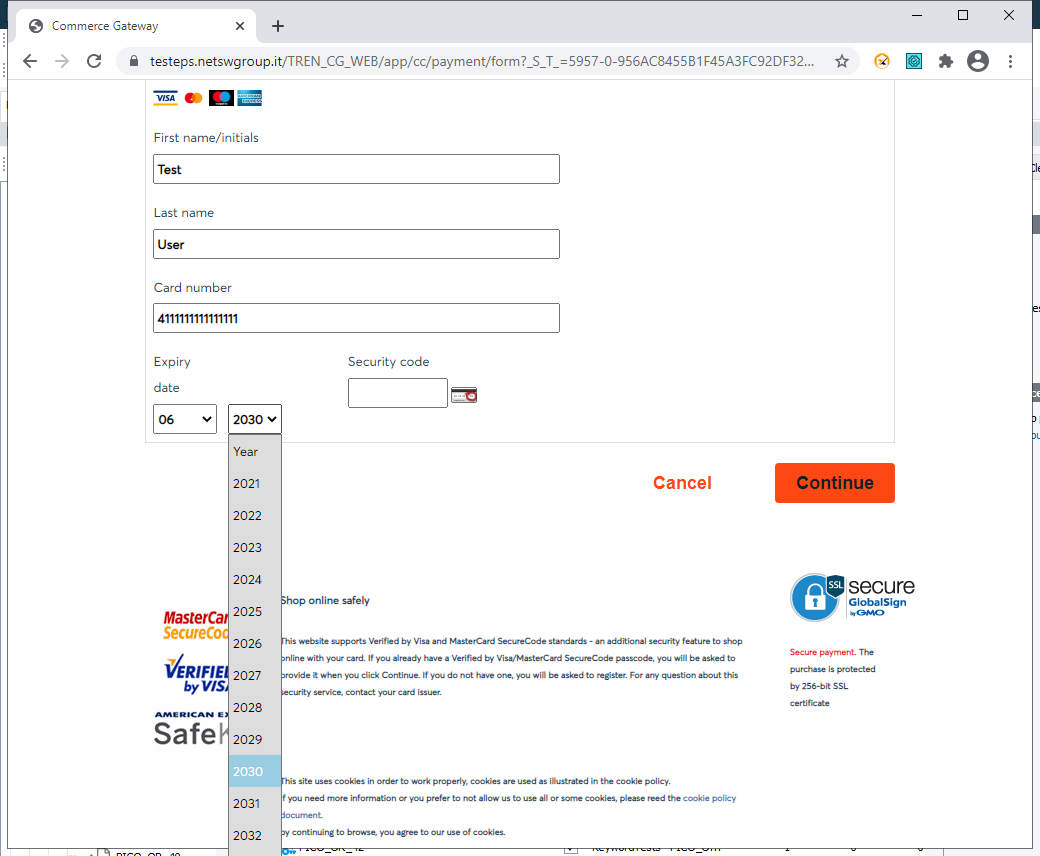 Commerce Gateway
testeps.netswgroup.it/TREN_CG_WEB/app/cc/payment/form?_S_T_=5957-0-956AC8455B1F45A3FC92DF32...
VISA
AMERICAN EXPRESS
First name/initials
Test
Last name
User
Card number
4111111111111111
Expiry
date
Security code
06
2030
Year
2021
2022
2023
2024
2025
2026
2027
2028
2029
2030
2031
2032
Cancel
Continue
MasterCar
SecureCod
VERIFIED
by VISA
AMERICAN EX
SafeK
Shop online safely
This website supports Verified by Visa and MasterCard SecureCode standards - an additional security feature to shop
online with your card. If you already have a Verified by Visa/MasterCard SecureCode passcode, you will be asked to
provide it when you click Continue. If you do not have one, you will be asked to register. For any question about this
security service, contact your card issuer.
SSL
secure
GlobalSign
by GMO
Secure payment. The
purchase is protected
by 256-bit SSL
certificate
This site uses cookies in order to work properly, cookies are used as illustrated in the cookie policy.
If you need more information or you prefer to not allow us to use all or some cookies, please reed the cookie policy
document.
by continuing to browse, you agree to our use of cookies.